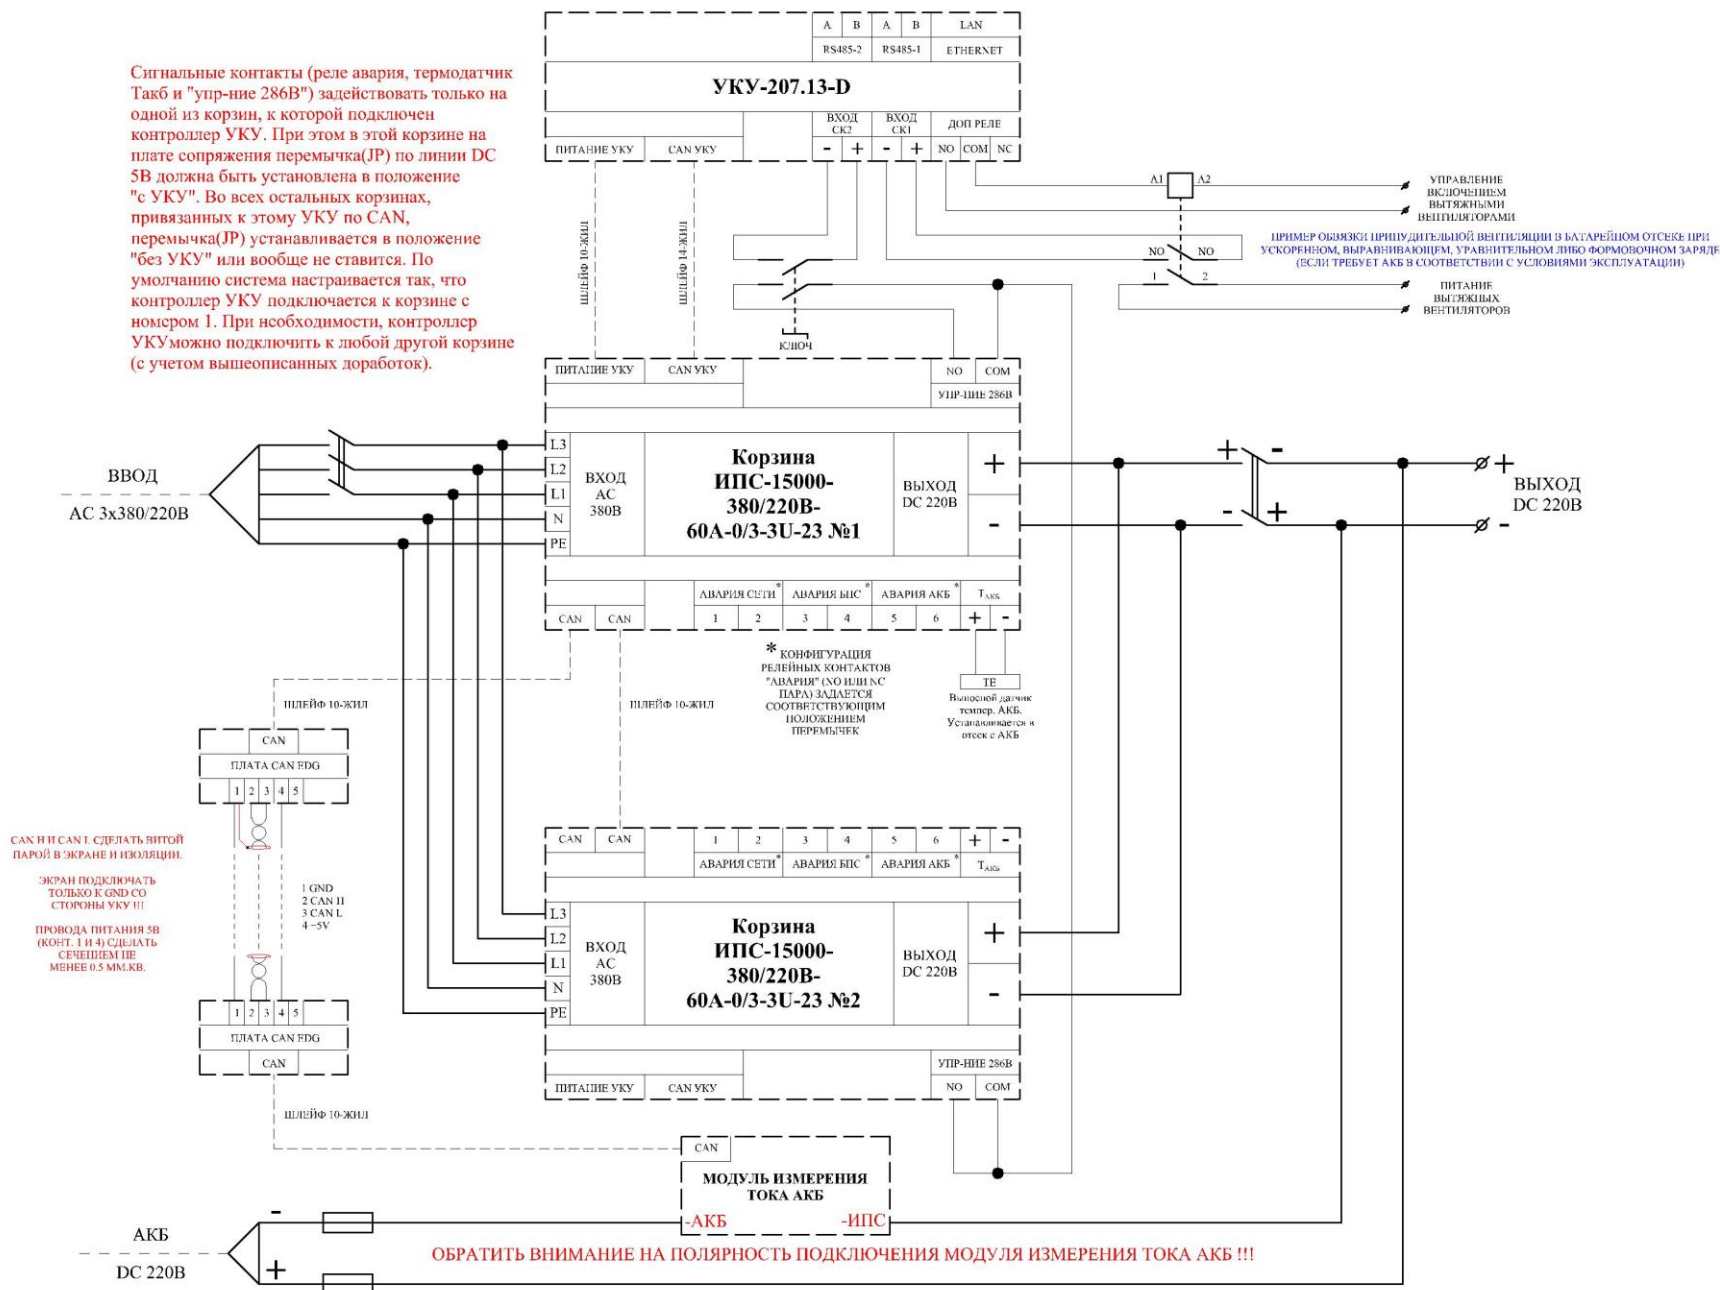 A B A B LAN
RS485-2 RS485-1 ETHERNET
УКУ-207.13-D
ВХОД СК2
ВХОД СК1
ДОП РЕЛЕ
ПИТАНИЕ УКУ CAN УКУ - + - + NO COM NC
Сигнальные контакты (реле авария, термодатчик
Такб и "упр-ние 286В") задействовать только на
одной из корзин, к которой подключен
контроллер УКУ. При этом в этой корзине на
плате сопряжения перемычка(JP) по линии DC
5В должна быть установлена в положение
"с УКУ". Во всех остальных корзинах,
привязанных к этому УКУ по CAN,
перемычка(JP) устанавливается в положение
"без УКУ" или вообще не ставится. По
умолчанию система настраивается так, что
контроллер УКУ подключается к корзине с
номером 1. При необходимости, контроллер
УКУможно подключить к любой другой корзине
(с учетом вышеописанных доработок).
ШЛЕЙФ 10-ЖИЛ
ШЛЕЙФ 14-ЖИЛ
КЛЮЧ
A1 A2
УПРАВЛЕНИЕ
ВКЛЮЧЕНИЕМ
ВЫТЯЖНЫМИ
ВЕНТИЛЯТОРАМИ
ПРИМЕР ОБВЯЗКИ ПРИНУДИТЕЛЬНОЙ ВЕНТИЛЯЦИИ В БАТАРЕЙНОМ ОТСЕКЕ ПРИ
УСКОРЕННОМ, ВЫРАВНИВАЮЩЕМ, УРАВНИТЕЛЬНОМ ЛИБО ФОРМОВОЧНОМ ЗАРЯДЕ
(ЕСЛИ ТРЕБУЕТ АКБ В СООТВЕТСТВИИ С УСЛОВИЯМИ ЭКСПЛУАТАЦИИ)
NO NO
1 2
ПИТАНИЕ
ВЫТЯЖНЫХ
ВЕНТИЛЯТОРОВ
ПИТАНИЕ УКУ CAN УКУ NO COM
УПР-НИЕ 286В
ВВОД
AC 3x380/220В
L3
L2
L1
N
PE
ВХОД
AC
380В
Корзина
ИПС-15000-
380/220В-
60А-0/3-3U-23 №1
ВЫХОД
DC 220В
+
-
+ -
- +
+
ВЫХОД
DC 220В
-
АВАРИЯ СЕТИ* АВАРИЯ БПС* АВАРИЯ АКБ* TАКБ
CAN CAN 1 2 3 4 5 6 + -
* КОНФИГУРАЦИЯ
РЕЛЕЙНЫХ КОНТАКТОВ
"АВАРИЯ" (NO ИЛИ NC
ПАРА) ЗАДАЕТСЯ
СООТВЕТСТВУЮЩИМ
ПОЛОЖЕНИЕМ
ПЕРЕМЫЧЕК
TE
Выносной датчик
темпер. АКБ.
Устанавливается в
отсек с АКБ
ШЛЕЙФ 10-ЖИЛ
ШЛЕЙФ 10-ЖИЛ
CAN
ПЛАТА CAN EDG
1 2 3 4 5
CAN H И CAN L СДЕЛАТЬ ВИТОЙ
ПАРОЙ В ЭКРАНЕ И ИЗОЛЯЦИИ.
ЭКРАН ПОДКЛЮЧАТЬ
ТОЛЬКО К GND СО
СТОРОНЫ УКУ !!!
ПРОВОДА ПИТАНИЯ 5В
(КОНТ. 1 И 4) СДЕЛАТЬ
СЕЧЕНИЕМ НЕ
МЕНЕЕ 0.5 ММ.КВ.
1 GND
2 CAN H
3 CAN L
4 +5V
1 2 3 4 5
ПЛАТА CAN EDG
CAN
ШЛЕЙФ 10-ЖИЛ
CAN CAN 1 2 3 4 5 6 + -
АВАРИЯ СЕТИ* АВАРИЯ БПС* АВАРИЯ АКБ* TАКБ
L3
L2
L1
N
PE
ВХОД
AC
380В
Корзина
ИПС-15000-
380/220В-
60А-0/3-3U-23 №2
ВЫХОД
DC 220В
+
-
УПР-НИЕ 286В
ПИТАНИЕ УКУ CAN УКУ NO COM
CAN
МОДУЛЬ ИЗМЕРЕНИЯ
ТОКА АКБ
-АКБ -ИПС
АКБ
DC 220В
-
+
ОБРАТИТЬ ВНИМАНИЕ НА ПОЛЯРНОСТЬ ПОДКЛЮЧЕНИЯ МОДУЛЯ ИЗМЕРЕНИЯ ТОКА АКБ !!!